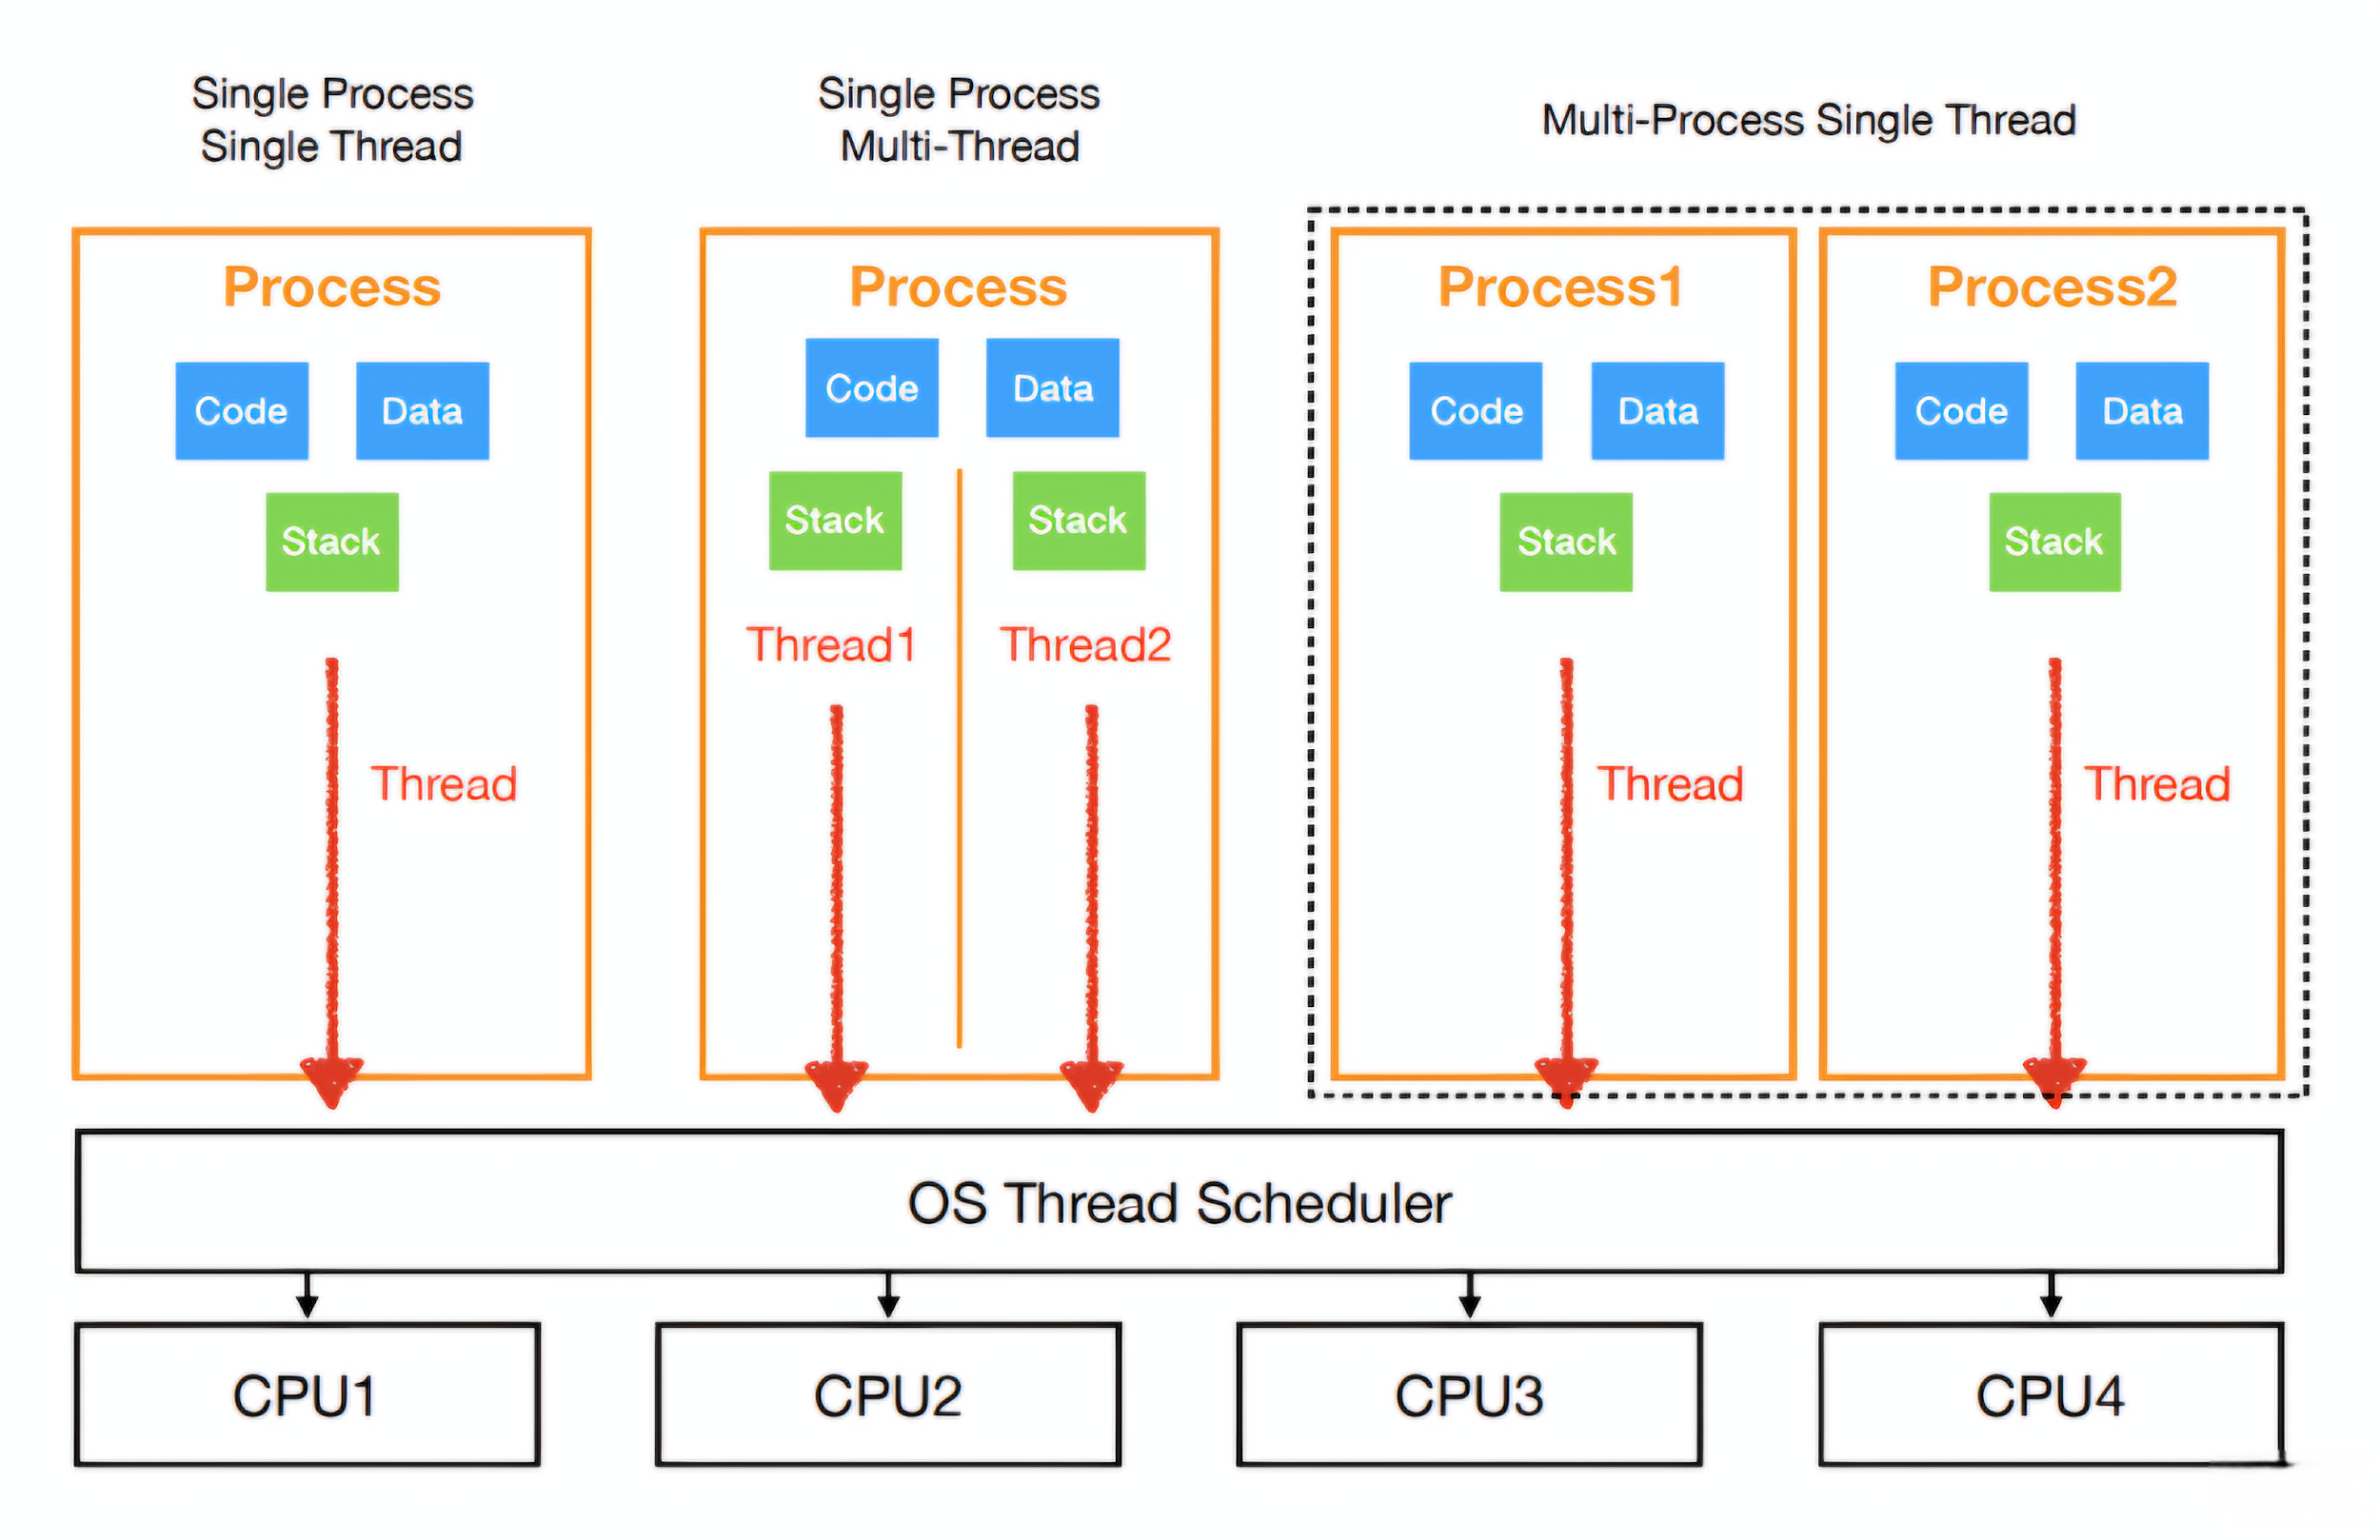 Single Process
Single Thread
Single Process
Multi-Thread
Multi-Process Single Thread
Process
Code
Data
Stack
Thread
Process
Code
Data
Stack
Stack
Thread1
Thread2
Process1
Code
Data
Stack
Thread
Process2
Code
Data
Stack
Thread
OS Thread Scheduler
CPU1
CPU2
CPU3
CPU4